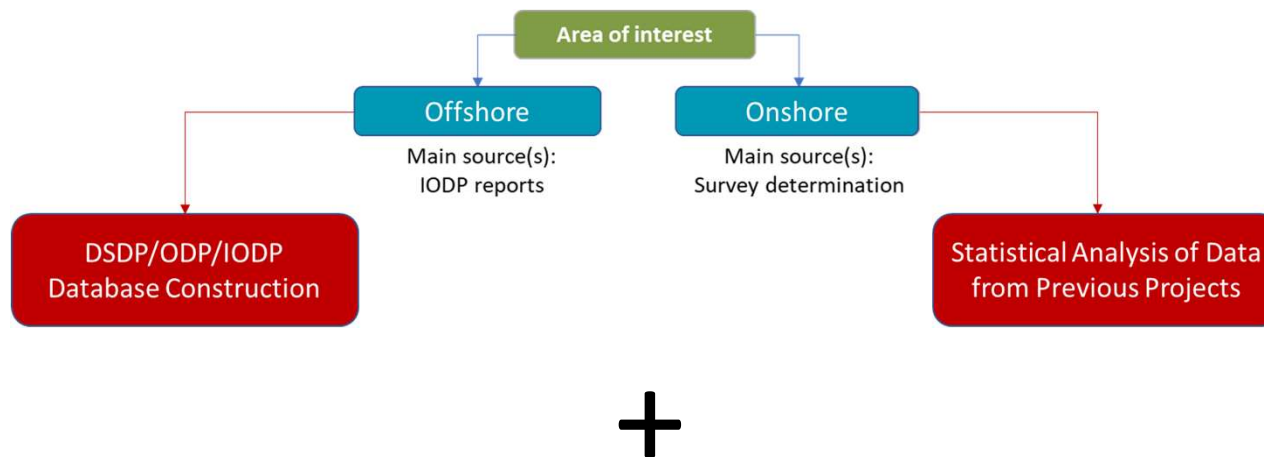 Area of interest
Offshore
Onshore
Main source(s):
IODP reports
Main source(s):
Survey determination
DSDP/ODP/IODP
Database Construction
Statistical Analysis of Data
from Previous Projects
+